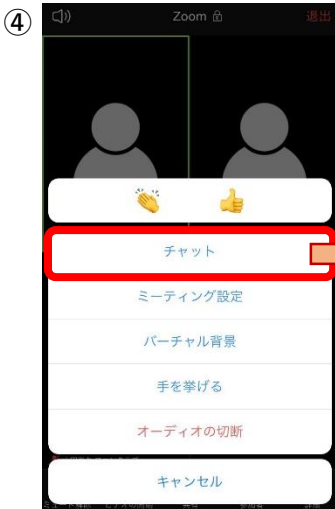 ④
Zoom
退出
チャット
ミーティング設定
バーチャル背景
手を挙げる
オーディオの切断
キャンセル